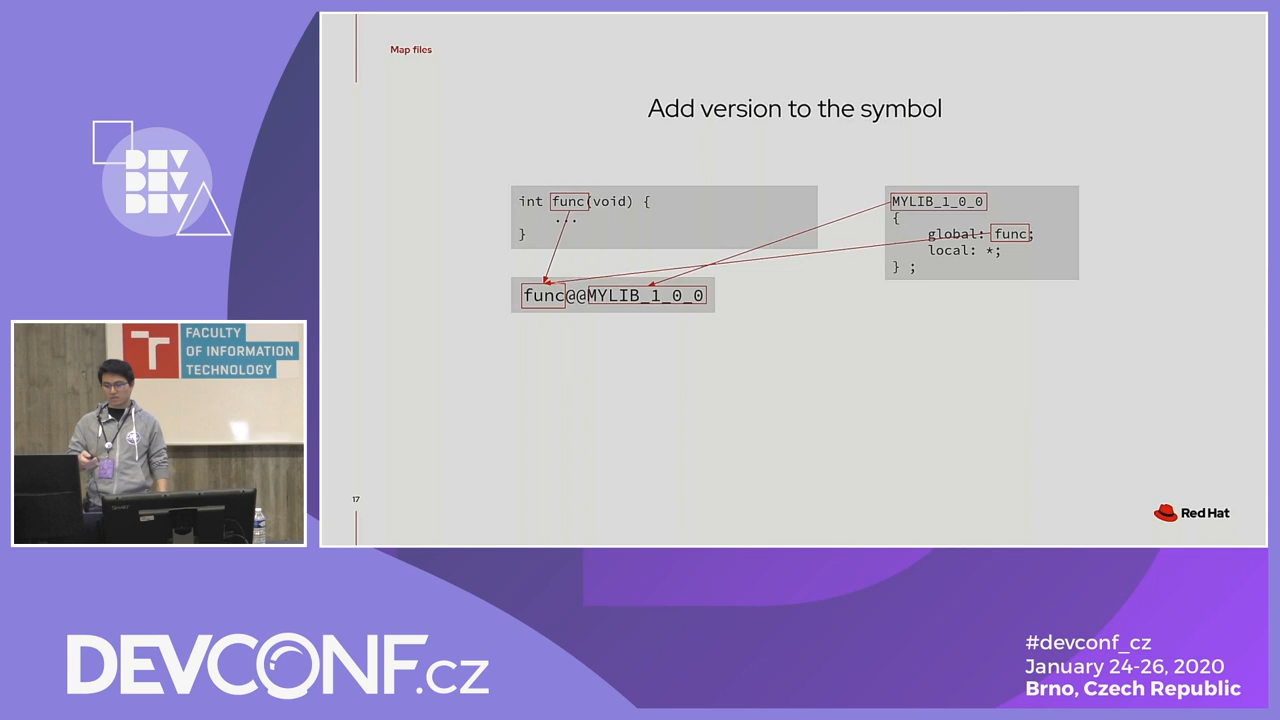 Map files
Add version to the symbol
int func(void) {
...
}
MYLIB_1_0_0
{
global: func;
local: *;
} ;
func@@MYLIB_1_0_0
17
Red Hat
DEV
DEV
DEV
T
FACULTY
OF INFORMATION
TECHNOLOGY
DEVCONF.cz
#devconf_cz
January 24-26, 2020
Brno, Czech Republic